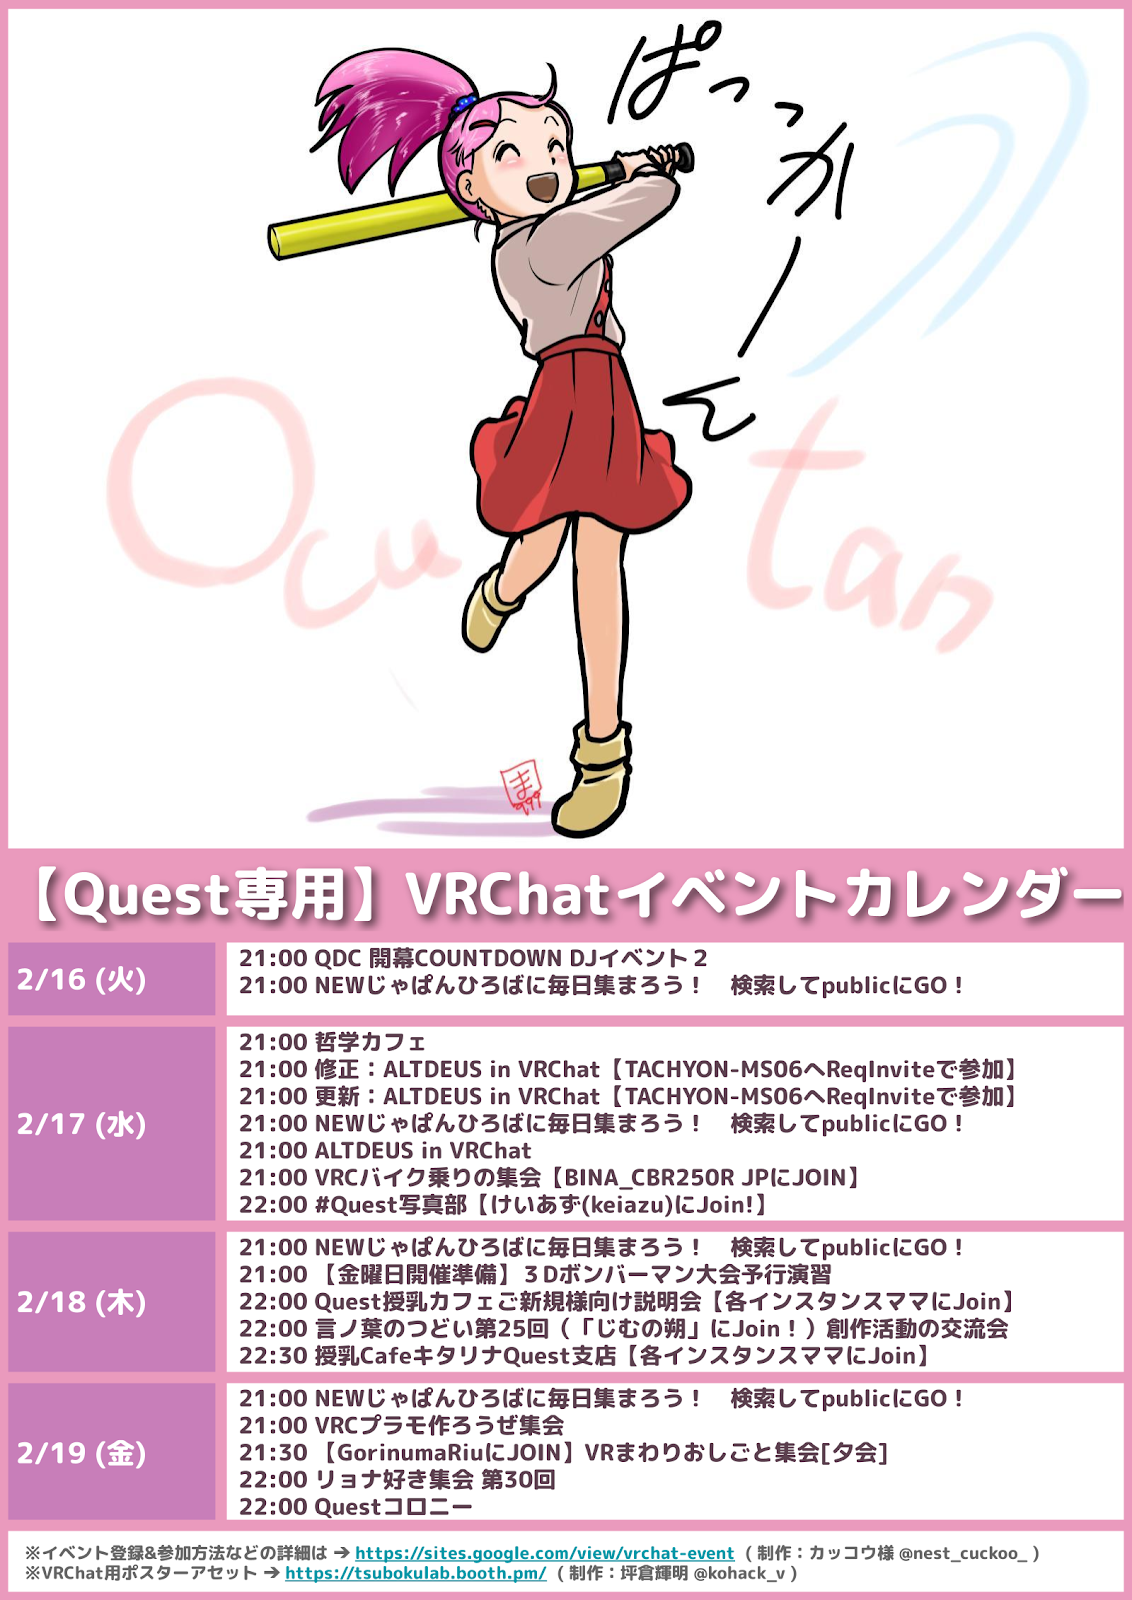 ぱっっかーーん
Qcu tan
ま
999
【Quest専用】VRChatイベントカレンダー
2/16 (火)
21:00 QDC 開幕COUNTDOWN DJイベント２
21:00 NEWじゃぱんひろばに毎日集まろう！　検索してpublicにGO！
2/17 (水)
21:00 哲学カフェ
21:00 修正：ALTDEUS in VRChat【TACHYON-MS06へReqInviteで参加】
21:00 更新：ALTDEUS in VRChat【TACHYON-MS06へReqInviteで参加】
21:00 NEWじゃぱんひろばに毎日集まろう！　検索してpublicにGO！
21:00 ALTDEUS in VRChat
21:00 VRCバイク乗りの集会【BINA_CBR250R JPにJOIN】
22:00 #Quest写真部【けいあず(keiazu)にJoin!】
2/18 (木)
21:00 NEWじゃぱんひろばに毎日集まろう！　検索してpublicにGO！
21:00 【金曜日開催準備】３Dボンバーマン大会予行演習
22:00 Quest授乳カフェご新規様向け説明会【各インスタンスママにJoin】
22:00 言ノ葉のつどい第25回（「じむの朔」にJoin！）創作活動の交流会
22:30 授乳CafeキタリナQuest支店【各インスタンスママにJoin】
2/19 (金)
21:00 NEWじゃぱんひろばに毎日集まろう！　検索してpublicにGO！
21:00 VRCプラモ作ろうぜ集会
21:30 【GorinumaRiuにJOIN】VRまわりおしごと集会[夕会]
22:00 リョナ好き集会 第30回
22:00 Questコロニー
※イベント登録&参加方法などの詳細は → https://sites.google.com/view/vrchat-event ( 制作：カッコウ様 @nest_cuckoo_ )
※VRChat用ポスターアセット → https://tsubokulab.booth.pm/ ( 制作：坪倉輝明 @kohack_v )